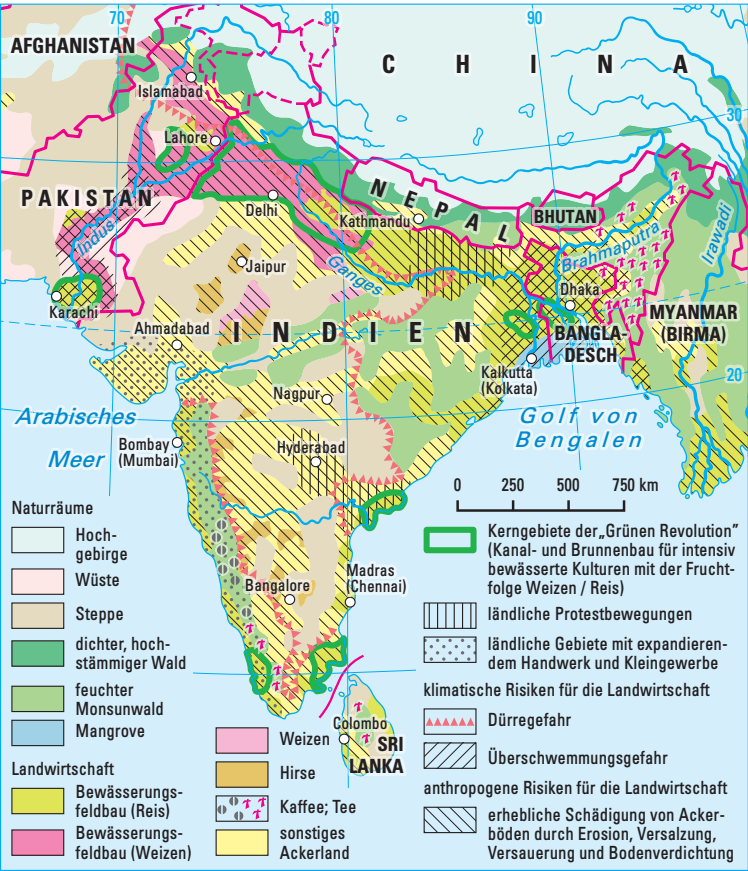 70
80
90
AFGHANISTAN
C H I N A
Islamabad
30
Lahore
PAKISTAN
NEPAL
Delhi
Kathmandu
BHUTAN
Indus
Brahmaputra
Irawadi
Jaipur
Ganges
Dhaka
Karachi
MYANMAR
(BIRMA)
Ahmadabad
INDIEN
BANGLA-
DESCH
Kalkutta
(Kolkata)
20
Nagpur
Arabisches
Meer
Golf von
Bengalen
Bombay
(Mumbai)
Hyderabad
0 250 500 750 km
Bangalore
Madras
(Chennai)
Colombo
SRI
LANKA
Naturräume
Hoch-
gebirge
Wüste
Steppe
dichter, hoch-
stämmiger Wald
feuchter
Monsunwald
Mangrove
Landwirtschaft
Bewässerungs-
feldbau (Reis)
Bewässerungs-
feldbau (Weizen)
Weizen
Hirse
Kaffee; Tee
sonstiges
Ackerland
Kerngebiete der „Grünen Revolution"
(Kanal- und Brunnenbau für intensiv
bewässerte Kulturen mit der Frucht-
folge Weizen / Reis)
ländliche Protestbewegungen
ländliche Gebiete mit expandieren-
dem Handwerk und Kleingewerbe
klimatische Risiken für die Landwirtschaft
Dürregefahr
Überschwemmungsgefahr
anthropogene Risiken für die Landwirtschaft
erhebliche Schädigung von Acker-
böden durch Erosion, Versalzung,
Versauerung und Bodenverdichtung